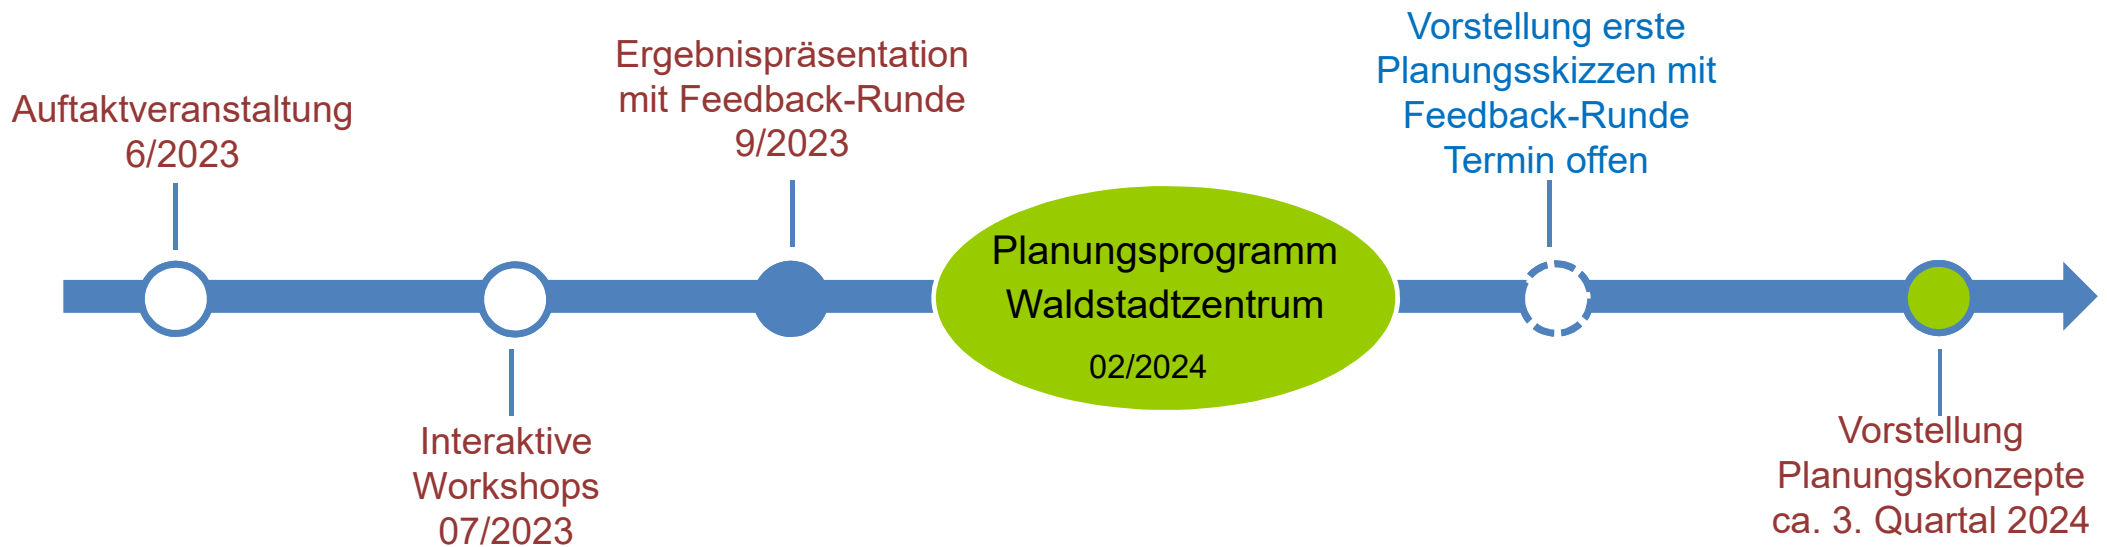 Auftaktveranstaltung
6/2023
Interaktive
Workshops
07/2023
Ergebnispräsentation
mit Feedback-Runde
9/2023
Planungsprogramm
Waldstadtzentrum
02/2024
Vorstellung erste
Planungsskizzen mit
Feedback-Runde
Termin offen
Vorstellung
Planungskonzepte
ca. 3. Quartal 2024